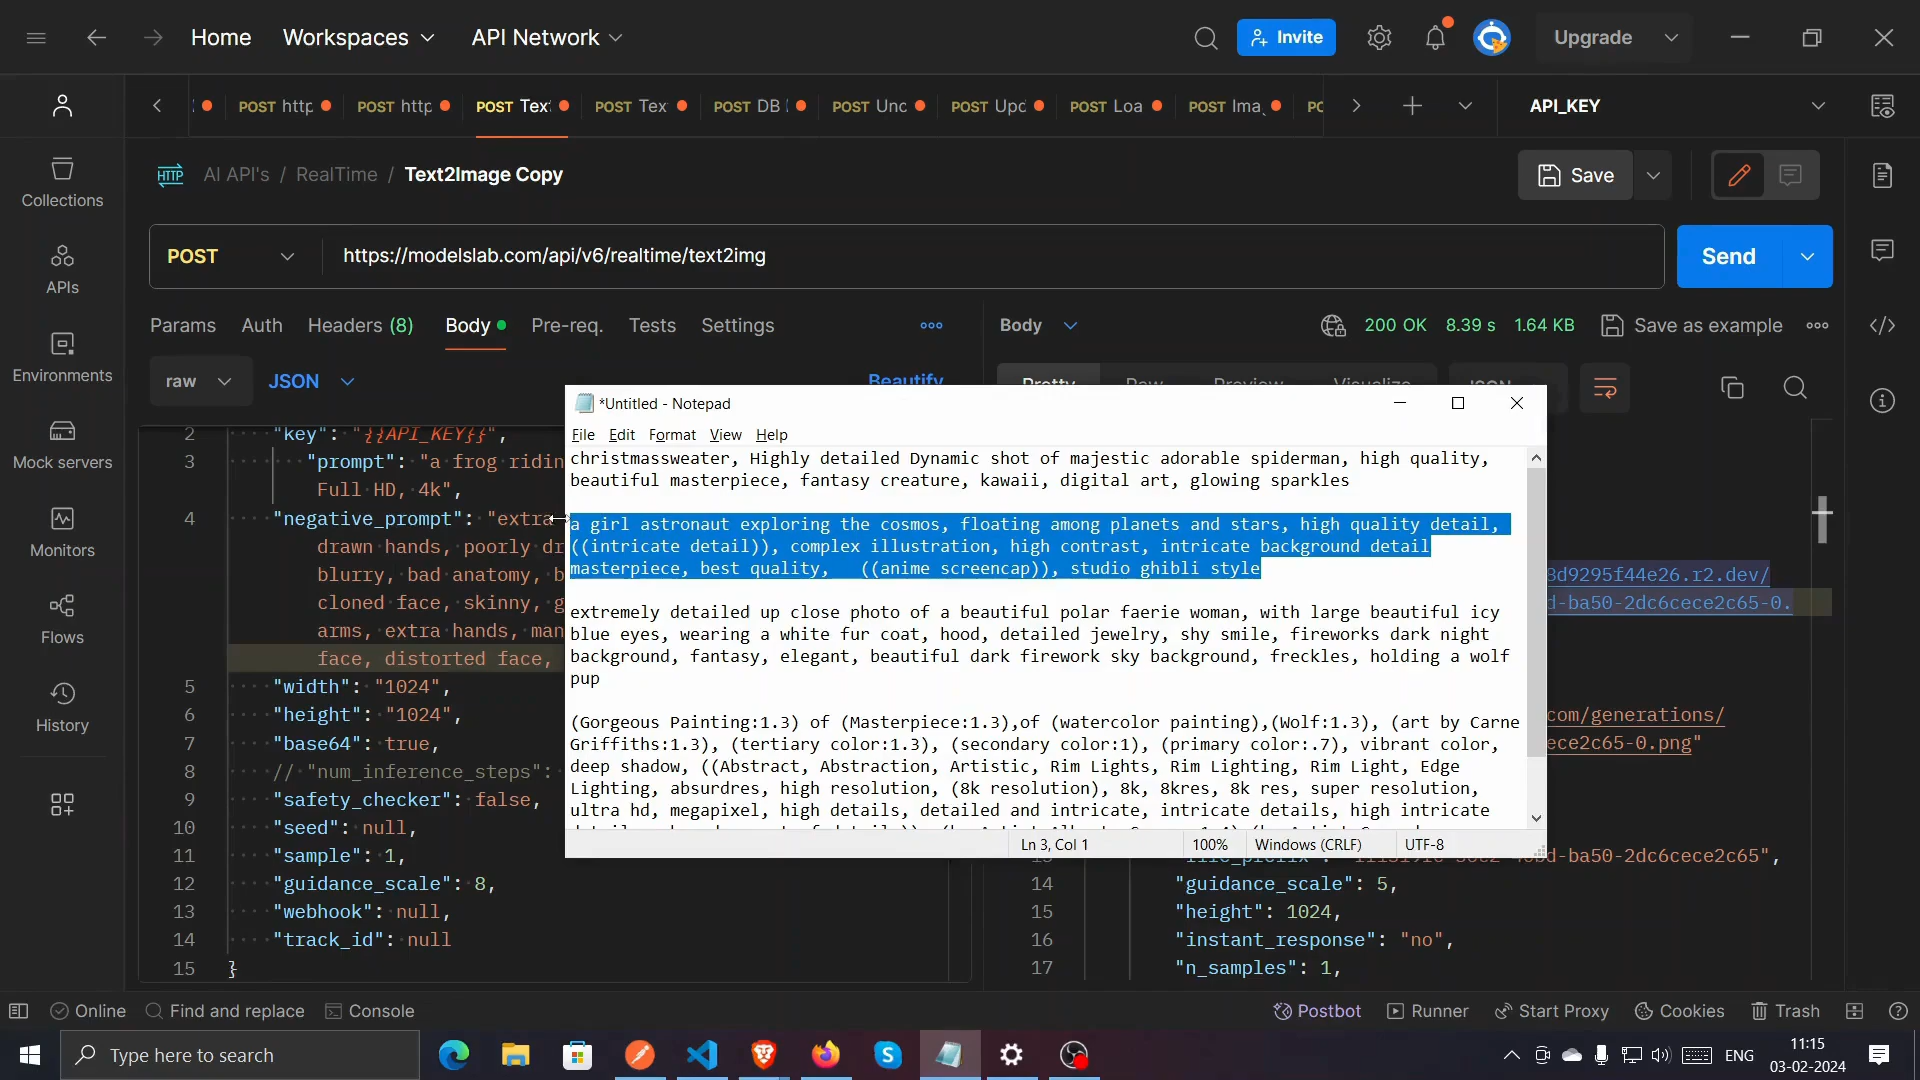 Home Workspaces API Network Invite Upgrade
POST http POST http POST Tex POST Tex POST DB POST Unc POST Upd POST Loa POST Ima API_KEY
HTTP AI API's / RealTime / Text2Image Copy Save
Collections
POST https://modelslab.com/api/v6/realtime/text2img Send
APIs
Params Auth Headers (8) Body Pre-req. Tests Settings Body 200 OK 8.39 s 1.64 KB Save as example
Environments
raw JSON Beautify
*Untitled - Notepad
File Edit Format View Help
christmassweater, Highly detailed Dynamic shot of majestic adorable spiderman, high quality,
beautiful masterpiece, fantasy creature, kawaii, digital art, glowing sparkles
a girl astronaut exploring the cosmos, floating among planets and stars, high quality detail,
((intricate detail)), complex illustration, high contrast, intricate background detail
masterpiece, best quality,   ((anime screencap)), studio ghibli style
extremely detailed up close photo of a beautiful polar faerie woman, with large beautiful icy
blue eyes, wearing a white fur coat, hood, detailed jewelry, shy smile, fireworks dark night
background, fantasy, elegant, beautiful dark firework sky background, freckles, holding a wolf
pup
(Gorgeous Painting:1.3) of (Masterpiece:1.3),of (watercolor painting),(Wolf:1.3), (art by Carne
Griffiths:1.3), (tertiary color:1.3), (secondary color:1), (primary color:.7), vibrant color,
deep shadow, ((Abstract, Abstraction, Artistic, Rim Lights, Rim Lighting, Rim Light, Edge
Lighting, absurdres, high resolution, (8k resolution), 8k, 8kres, 8k res, super resolution,
ultra hd, megapixel, high details, detailed and intricate, intricate details, high intricate
Ln 3, Col 1 100% Windows (CRLF) UTF-8
2 "key": "{{API_KEY}}",
3 "prompt": "a frog ridin
Full HD, 4k",
4 "negative_prompt": "extra
drawn hands, poorly dr
blurry, bad anatomy, b
cloned face, skinny, g
arms, extra hands, man
face, distorted face,
5 "width": "1024",
6 "height": "1024",
7 "base64": true,
8 // "num_inference_steps":
9 "safety_checker": false,
10 "seed": null,
11 "sample": 1,
12 "guidance_scale": 8,
13 "webhook": null,
14 "track_id": null
15 }
8d9295f44e26.r2.dev/
d-ba50-2dc6cece2c65-0.
com/generations/
ece2c65-0.png"
bd-ba50-2dc6cece2c65",
14 "guidance_scale": 5,
15 "height": 1024,
16 "instant_response": "no",
17 "n_samples": 1,
Mock servers
Monitors
Flows
History
Online Find and replace Console Postbot Runner Start Proxy Cookies Trash
Type here to search ENG 11:15
03-02-2024